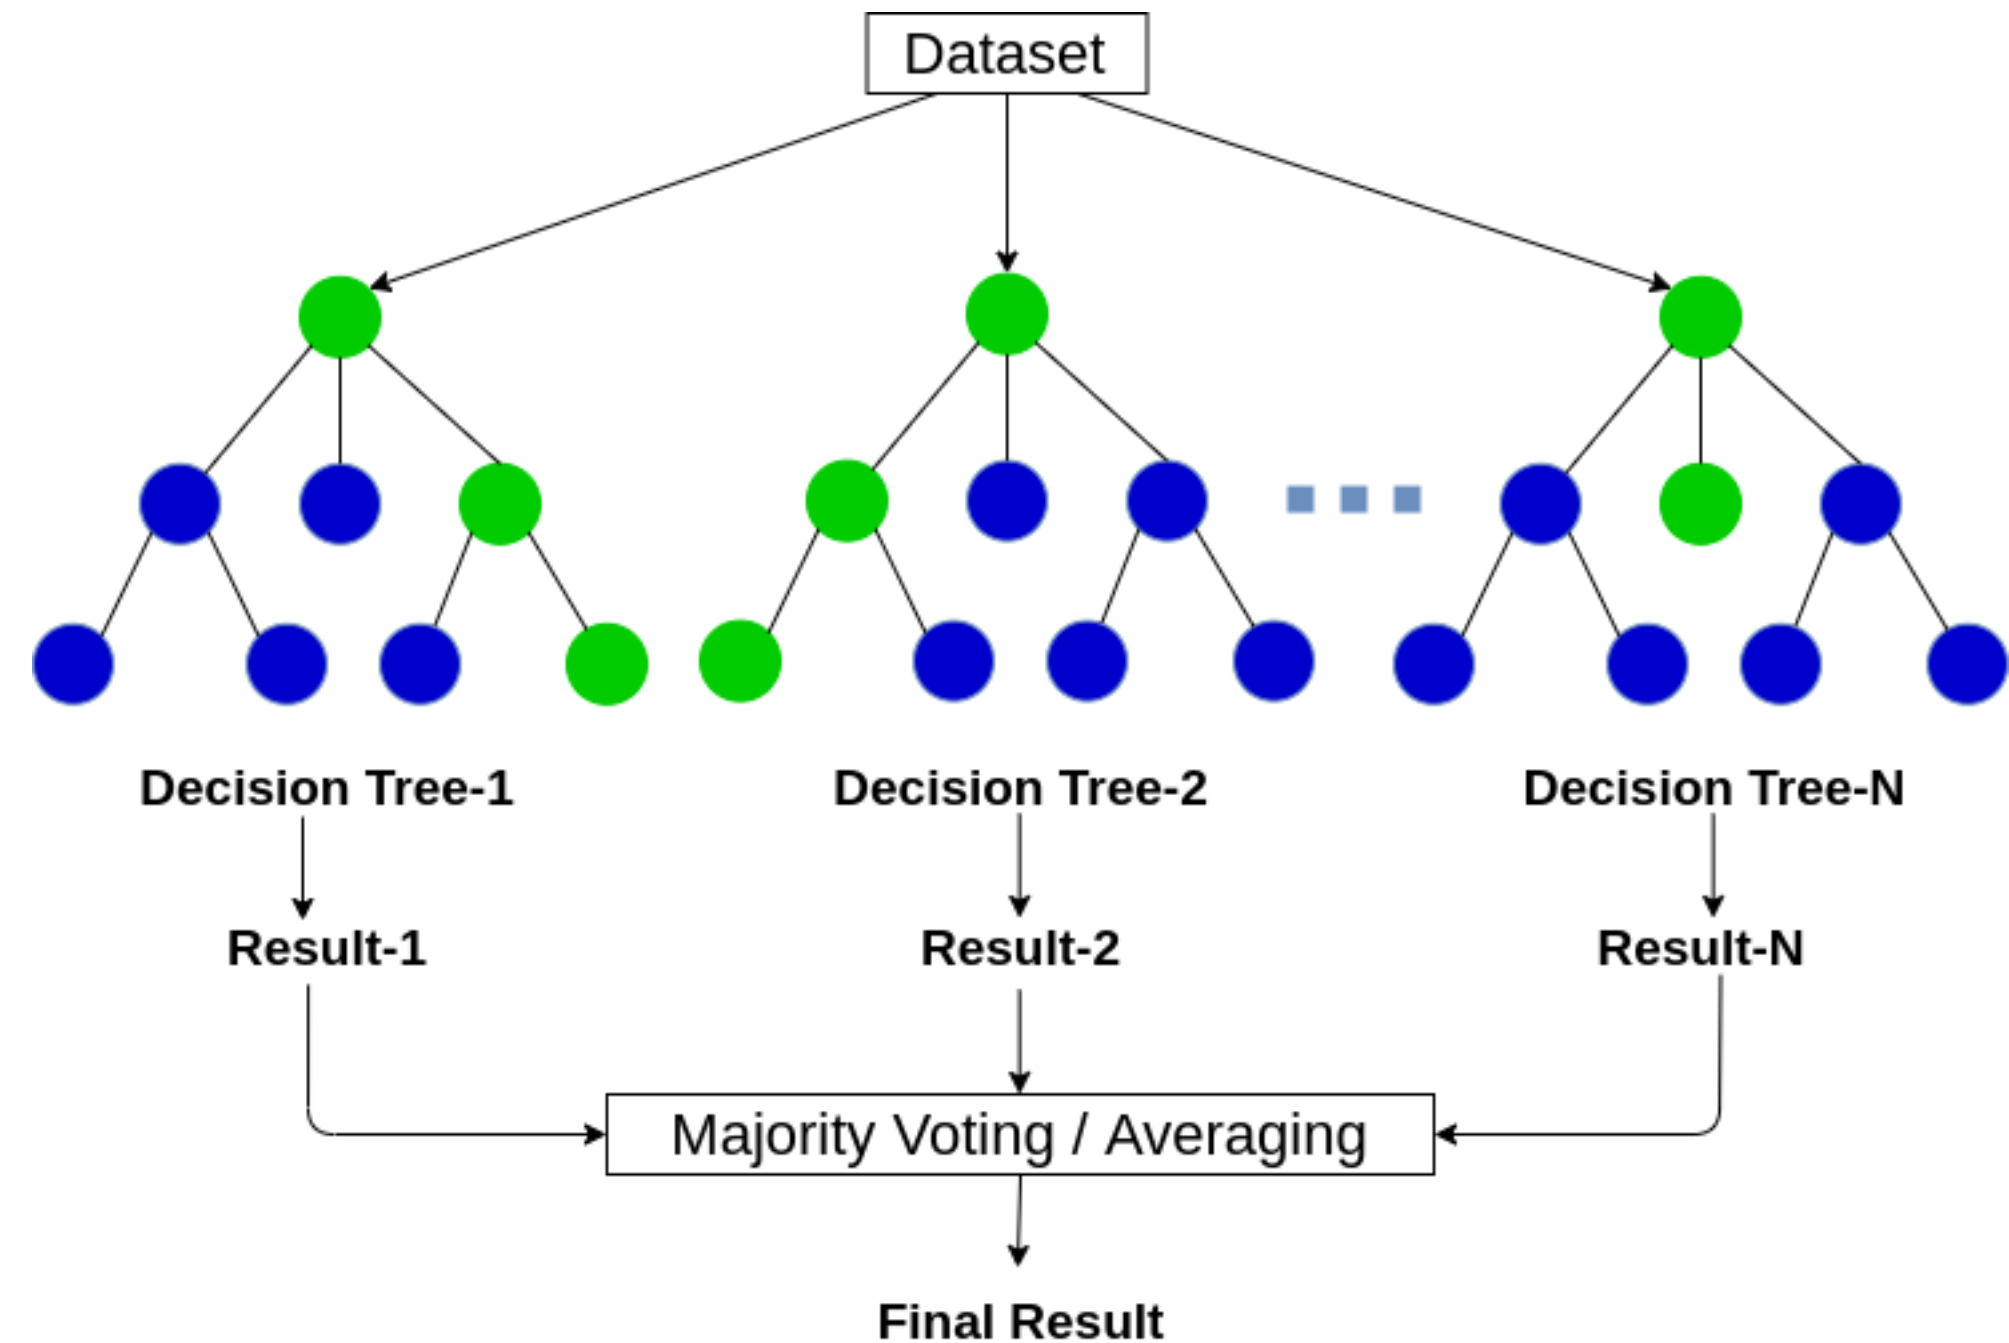 Dataset
Decision Tree-1
Decision Tree-2
Decision Tree-N
Result-1
Result-2
Result-N
Majority Voting / Averaging
Final Result